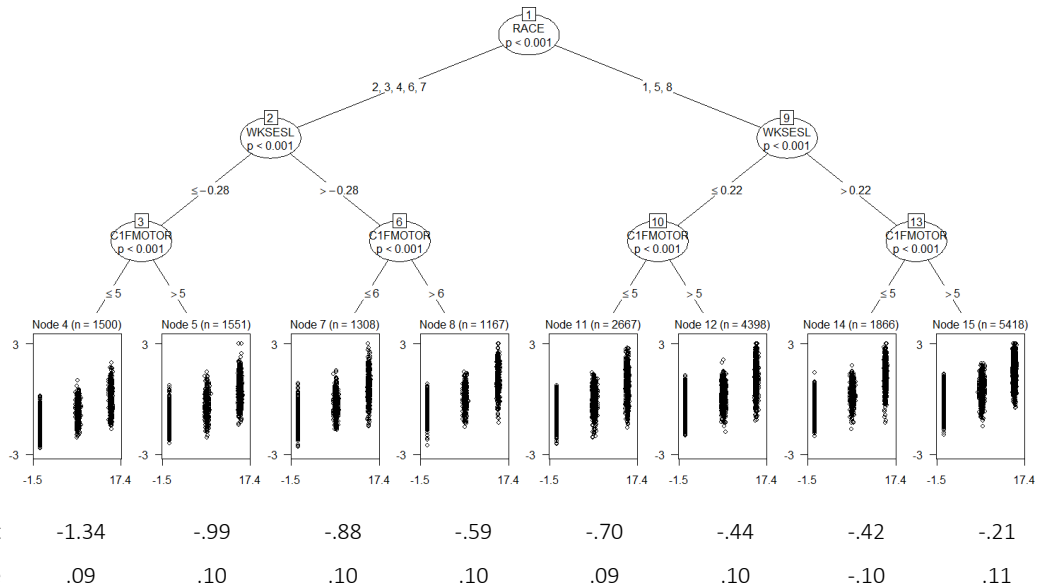 1
RACE
p < 0.001
2, 3, 4, 6, 7
1, 5, 8
2
WKSESL
p < 0.001
9
WKSESL
p < 0.001
≤ −0.28
> −0.28
≤ 0.22
> 0.22
3
C1FMOTOR
p < 0.001
6
C1FMOTOR
p < 0.001
10
C1FMOTOR
p < 0.001
13
C1FMOTOR
p < 0.001
≤ 5
> 5
≤ 6
> 6
≤ 5
> 5
≤ 5
> 5
Node 4 (n = 1500)
Node 5 (n = 1551)
Node 7 (n = 1308)
Node 8 (n = 1167)
Node 11 (n = 2667)
Node 12 (n = 4398)
Node 14 (n = 1866)
Node 15 (n = 5418)
3 3 3 3 3 3 3 3
-3 -3 -3 -3 -3 -3 -3 -3
-1.5 17.4 -1.5 17.4 -1.5 17.4 -1.5 17.4 -1.5 17.4 -1.5 17.4 -1.5 17.4 -1.5 17.4
-1.34 -.99 -.88 -.59 -.70 -.44 -.42 -.21
.09 .10 .10 .10 .09 .10 -.10 .11